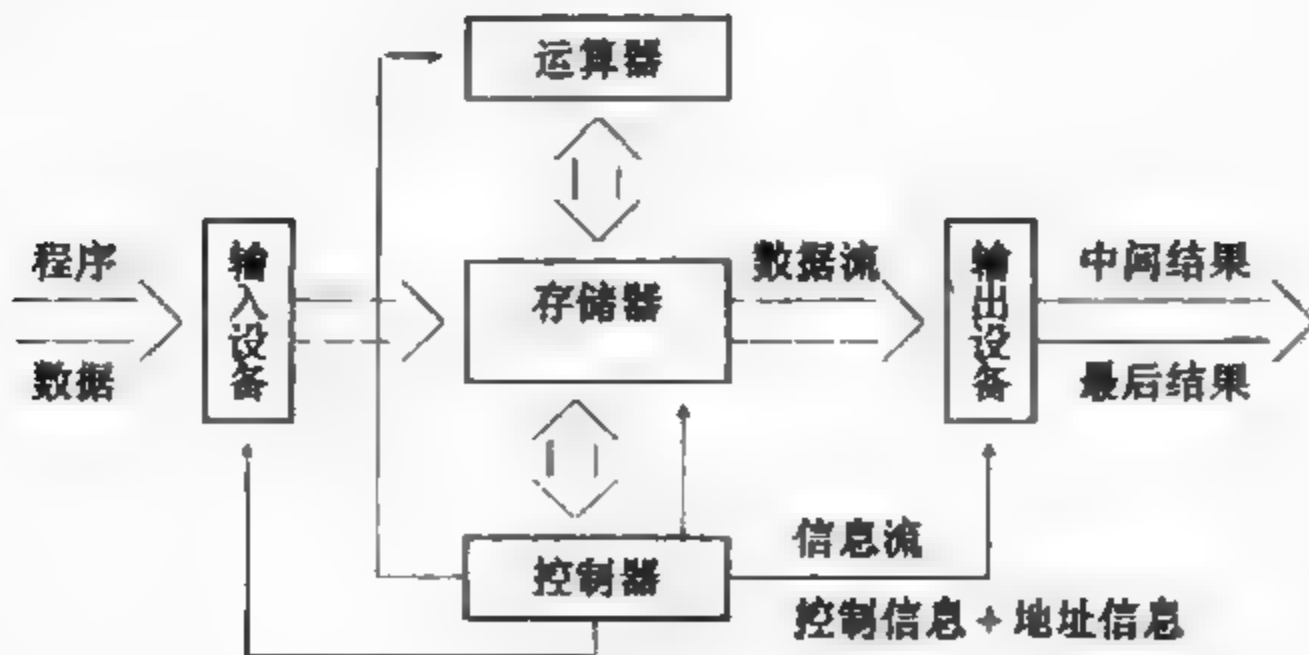 运算器
程序
数据
输入设备
存储器
数据流
输出设备
中间结果
最后结果
控制器
信息流
控制信息+地址信息